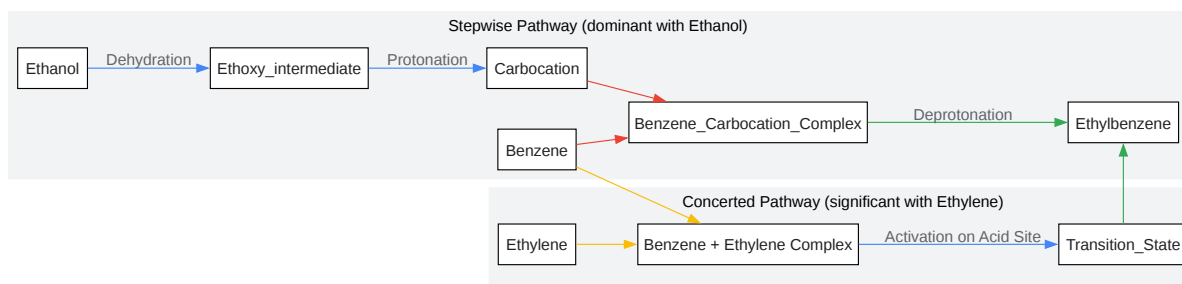 Stepwise Pathway (dominant with Ethanol)
Ethanol
Dehydration
Ethoxy_intermediate
Protonation
Carbocation
Benzene_Carbocation_Complex
Deprotonation
Ethylbenzene
Benzene
Concerted Pathway (significant with Ethylene)
Ethylene
Benzene + Ethylene Complex
Activation on Acid Site
Transition_State